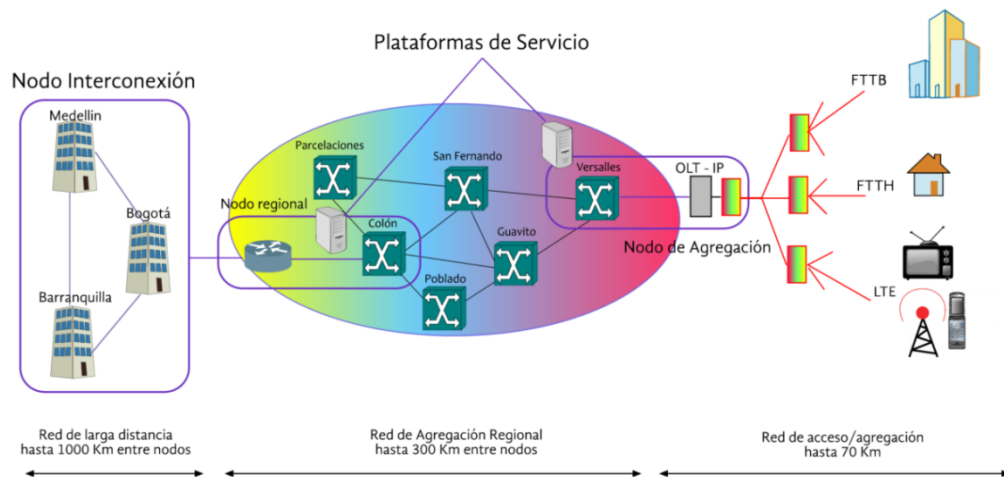 Plataformas de Servicio
Nodo Interconexión
Medellin
Bogotá
Barranquilla
Parcelaciones
San Fernando
Versalles
OLT - IP
FTTB
FTTH
Nodo regional
Colón
Guavito
Nodo de Agregación
Poblado
LTE
Red de larga distancia
hasta 1000 Km entre nodos
Red de Agregación Regional
hasta 300 Km entre nodos
Red de acceso/agregación
hasta 70 Km